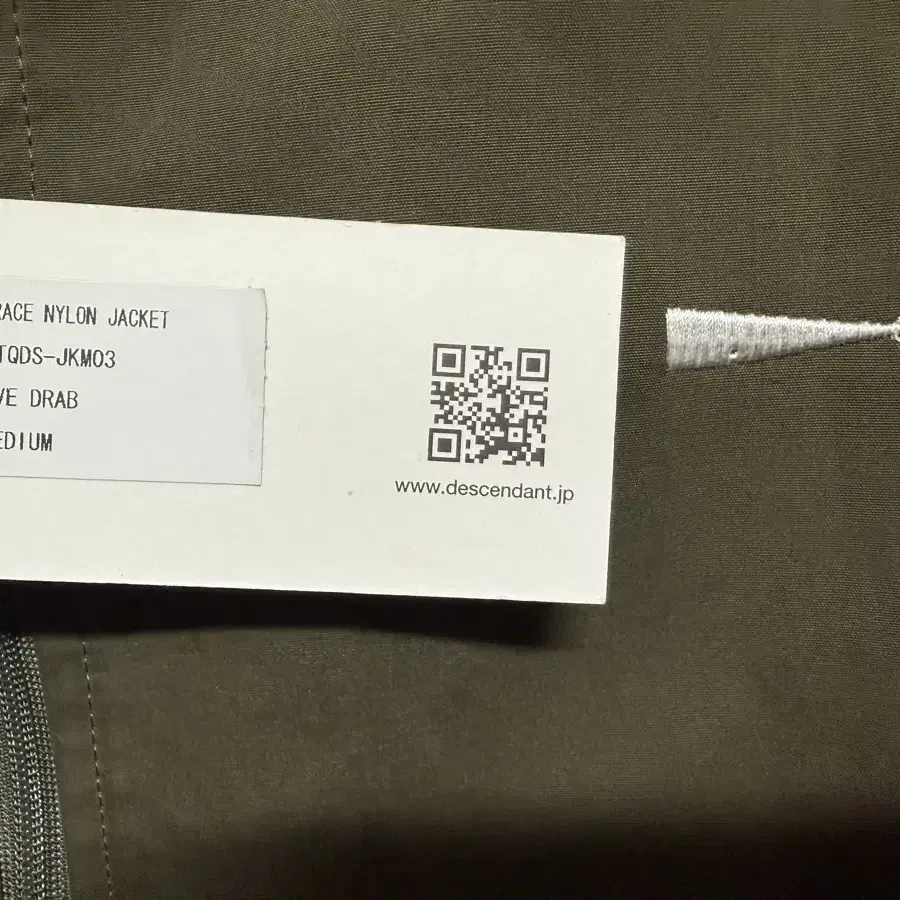 RACE NYLON JACKET
TQDS-JKM03
VE DRAB
EDIUM
www.descendant.jp